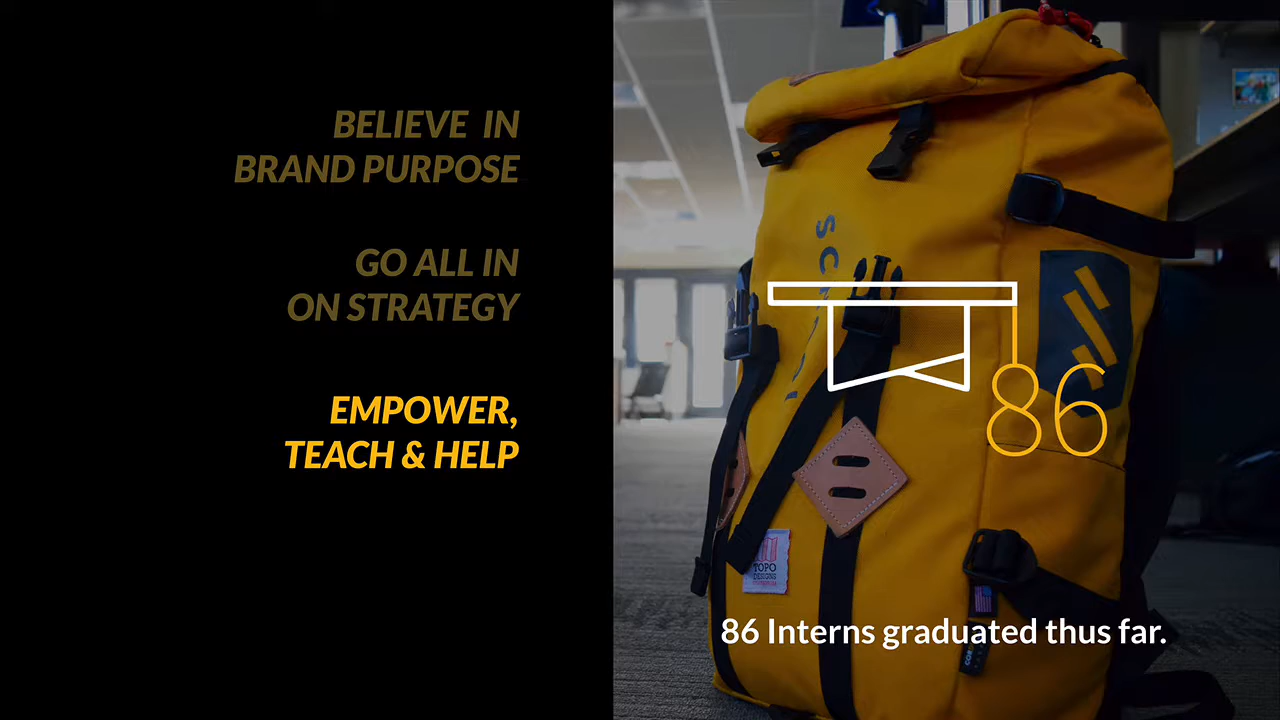 BELIEVE IN
BRAND PURPOSE
GO ALL IN
ON STRATEGY
EMPOWER,
TEACH & HELP
86
TOPO
DESIGNS
86 Interns graduated thus far.